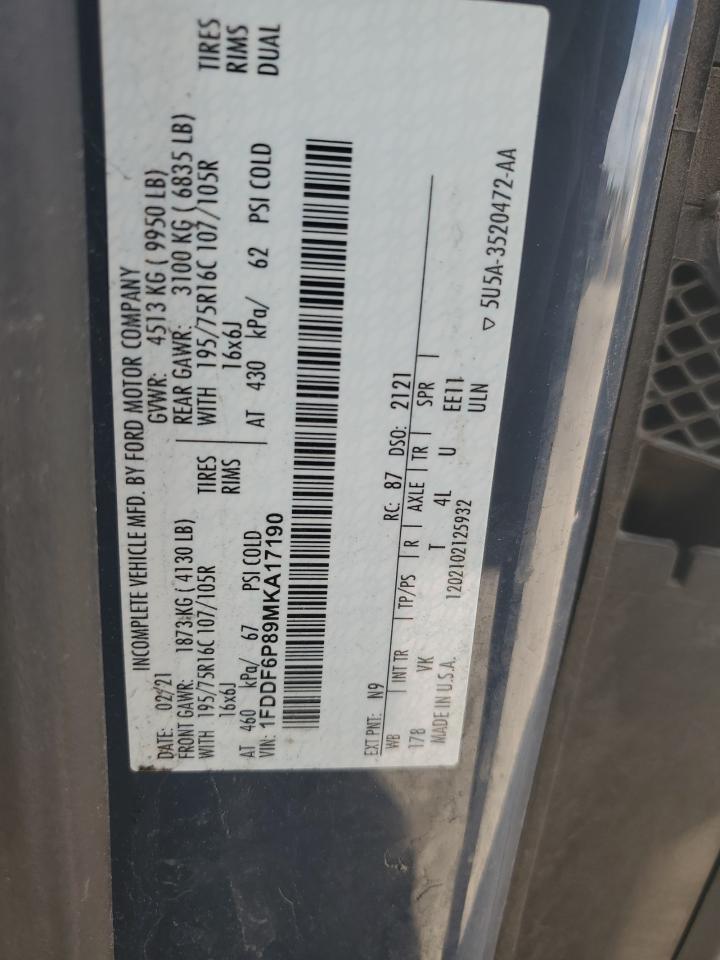 INCOMPLETE VEHICLE MFD. BY FORD MOTOR COMPANY
DATE: 02/21 GVWR: 4513 KG ( 9950 LB)
FRONT GAWR: 1873 KG ( 4130 LB) REAR GAWR: 3100 KG ( 6835 LB)
WITH 195/75R16C 107/105R TIRES WITH 195/75R16C 107/105R TIRES
16x6J RIMS 16x6J RIMS
AT 460 kPa/ 67 PSI COLD AT 430 kPa/ 62 PSI COLD DUAL
VIN: 1FDDF6P89MKA17190
EXT PNT: N9 RC: 87 DSO: 2121
WB INT TR TP/PS R AXLE TR SPR
178 VK T 4L U EE11
MADE IN U.S.A. 1202102125932 ULN
▽ 5U5A-3520472-AA